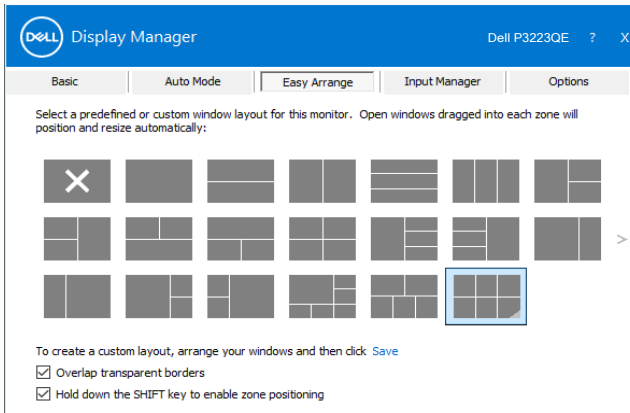 DELL Display Manager Dell P3223QE ? X
Basic Auto Mode Easy Arrange Input Manager Options
Select a predefined or custom window layout for this monitor. Open windows dragged into each zone will
position and resize automatically:
>
To create a custom layout, arrange your windows and then click Save
Overlap transparent borders
Hold down the SHIFT key to enable zone positioning